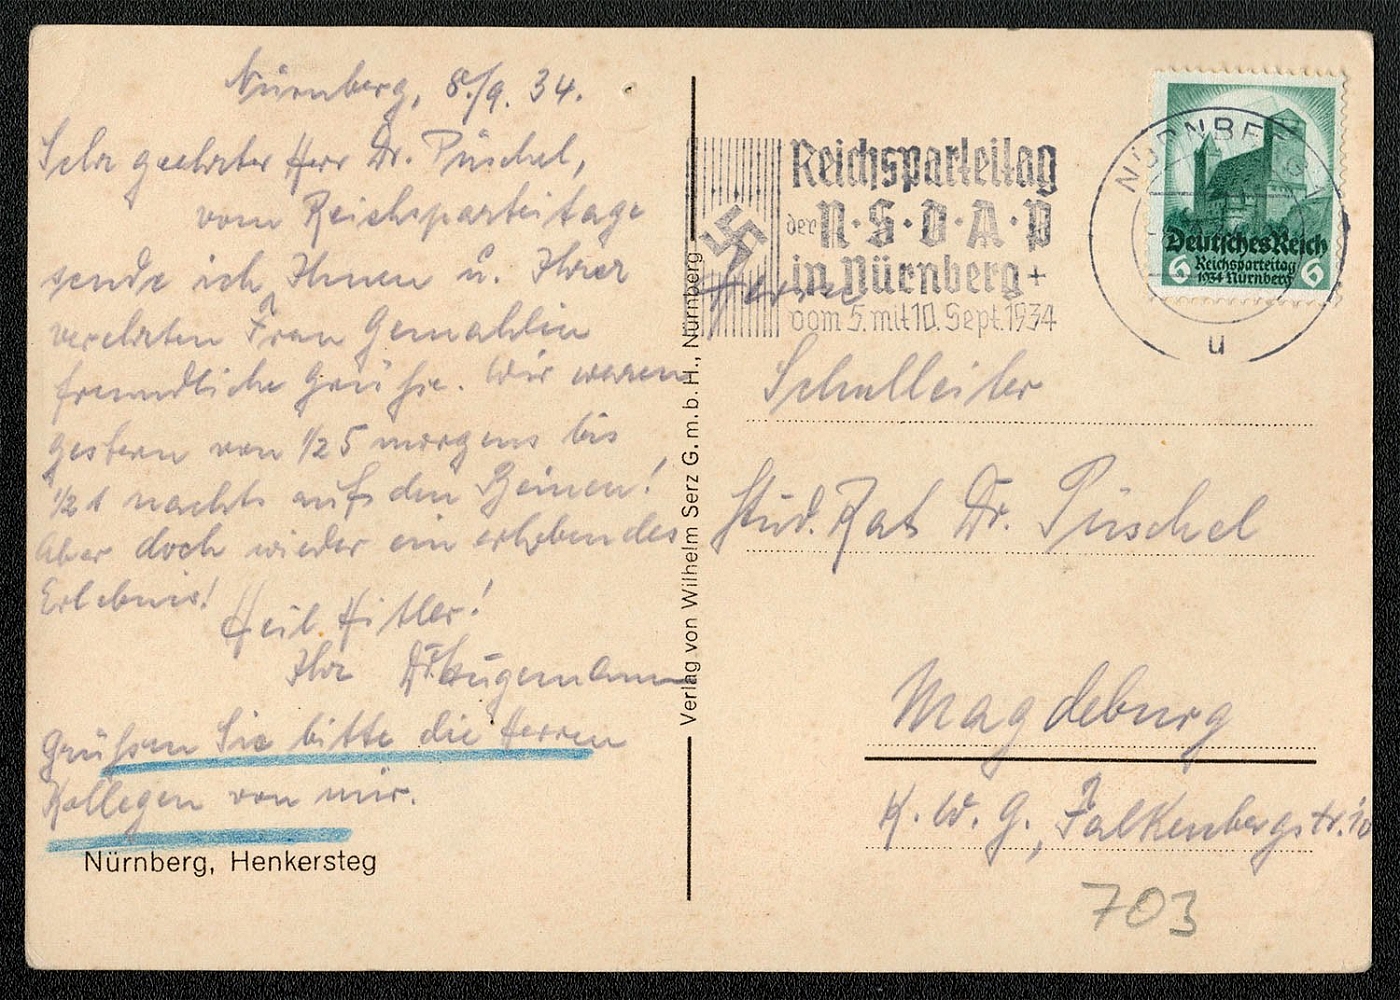 Nürnberg, 8./9. 34.
Sehr geehrter Herr Dr. Püschel,
vom Reichsparteitage
sende ich Ihnen u. Ihrer
verehrten Frau Gemahlin
freundliche Grüße. Wir waren
gestern von 1/2 5 morgens bis
1/2 1 nachts auf den Beinen!
Aber doch wieder ein erhebendes
Erlebnis!
Heil Hitler!
Ihr
Grüßen Sie bitte die Herren
Kollegen von mir.
Nürnberg, Henkersteg
Verlag von Wilhelm Serz G.m.b.H., Nürnberg
Reichsparteitag
der N·S·D·A·P
in Nürnberg+
vom 5. mit 10. Sept. 1934
NÜRNBERG
u
Deutsches Reich
6 Reichsparteitag 6
1934 Nürnberg
Herrn
Schulleiter
Stud. Rat Dr. Püschel
Magdeburg
K. W. G., Falkenbergstr. 10
703